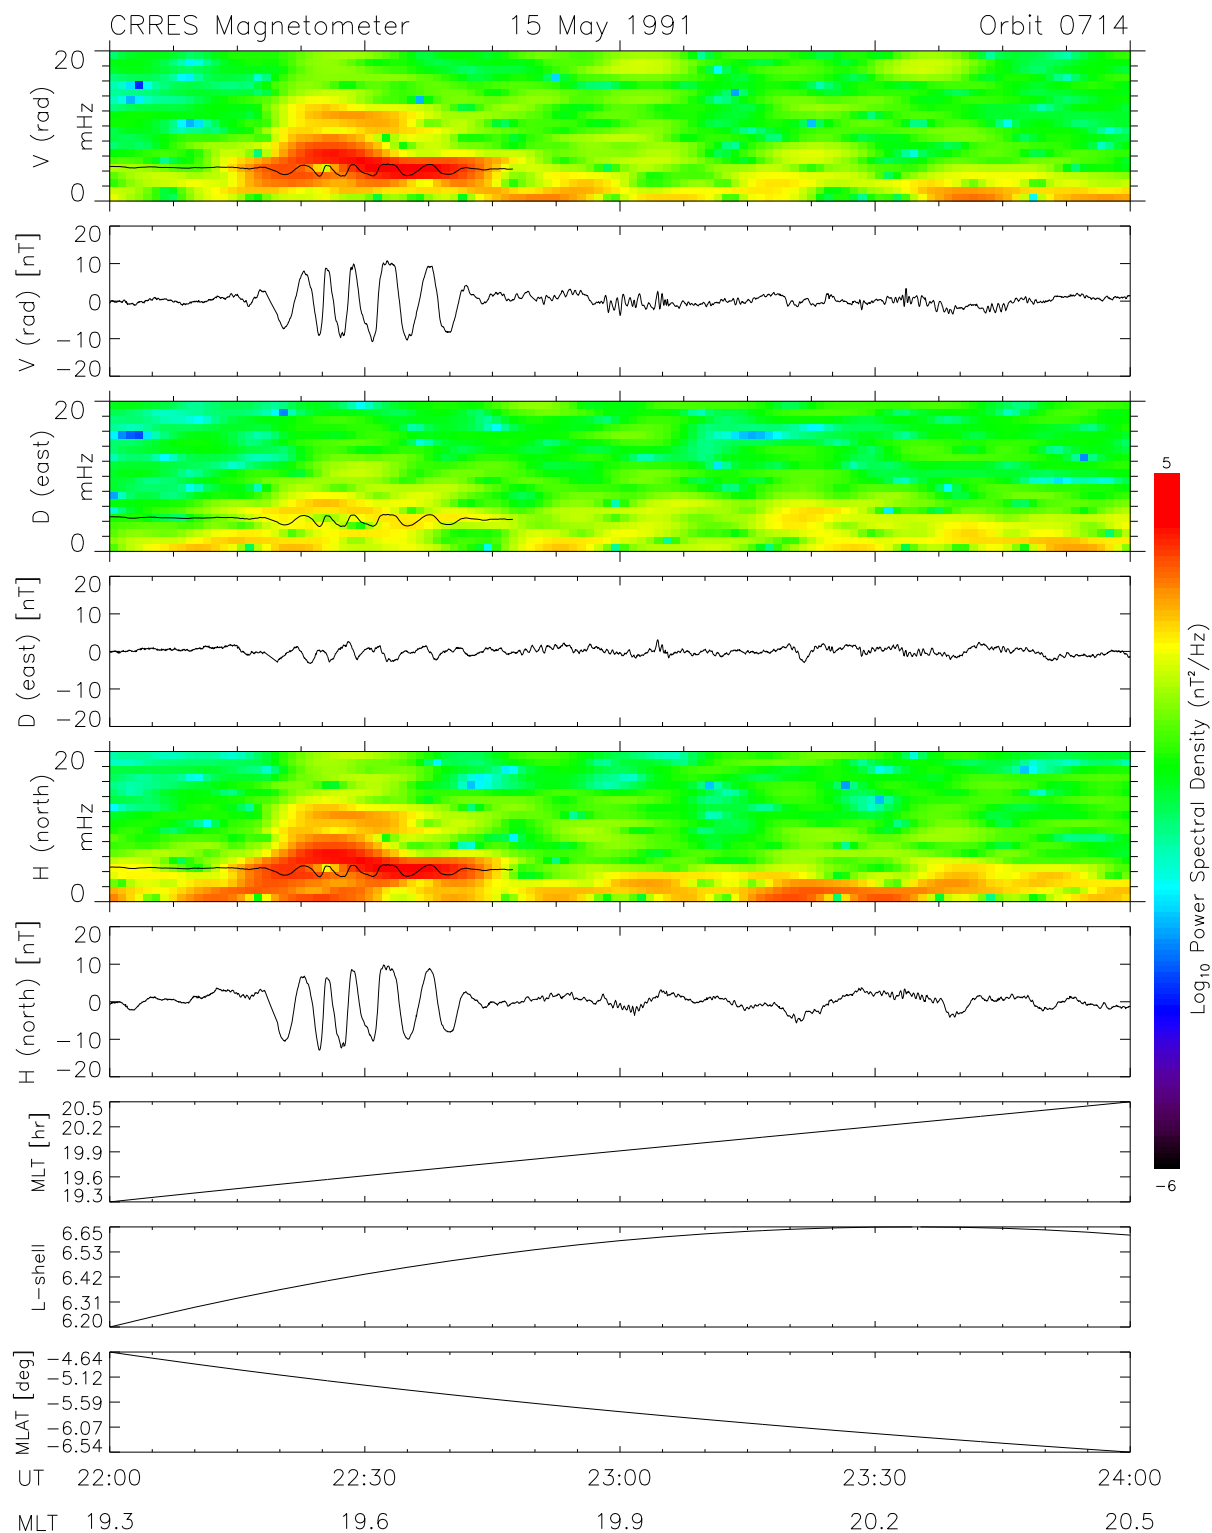 CRRES Magnetometer 15 May 1991 Orbit 0714
V (rad)
mHz
20
0
V (rad) [nT]
20
10
0
−10
−20
D (east)
mHz
20
0
D (east) [nT]
20
10
0
−10
−20
H (north)
mHz
20
0
H (north) [nT]
20
10
0
−10
−20
MLT [hr]
20.5
20.2
19.9
19.6
19.3
L−shell
6.65
6.53
6.42
6.31
6.20
MLAT [deg]
−4.64
−5.12
−5.59
−6.07
−6.54
UT 22:00 22:30 23:00 23:30 24:00
MLT 19.3 19.6 19.9 20.2 20.5
5
Log₁₀ Power Spectral Density (nT²/Hz)
−6